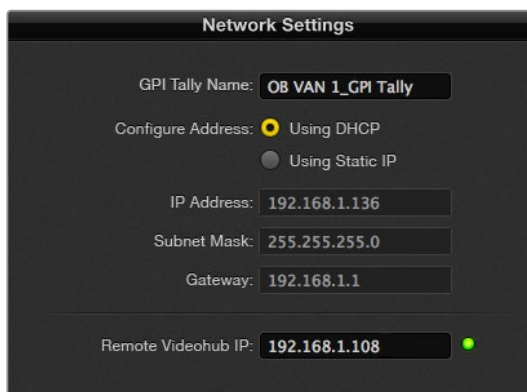 Network Settings
GPI Tally Name: OB VAN 1_GPI Tally
Configure Address: Using DHCP
Using Static IP
IP Address: 192.168.1.136
Subnet Mask: 255.255.255.0
Gateway: 192.168.1.1
Remote Videohub IP: 192.168.1.108